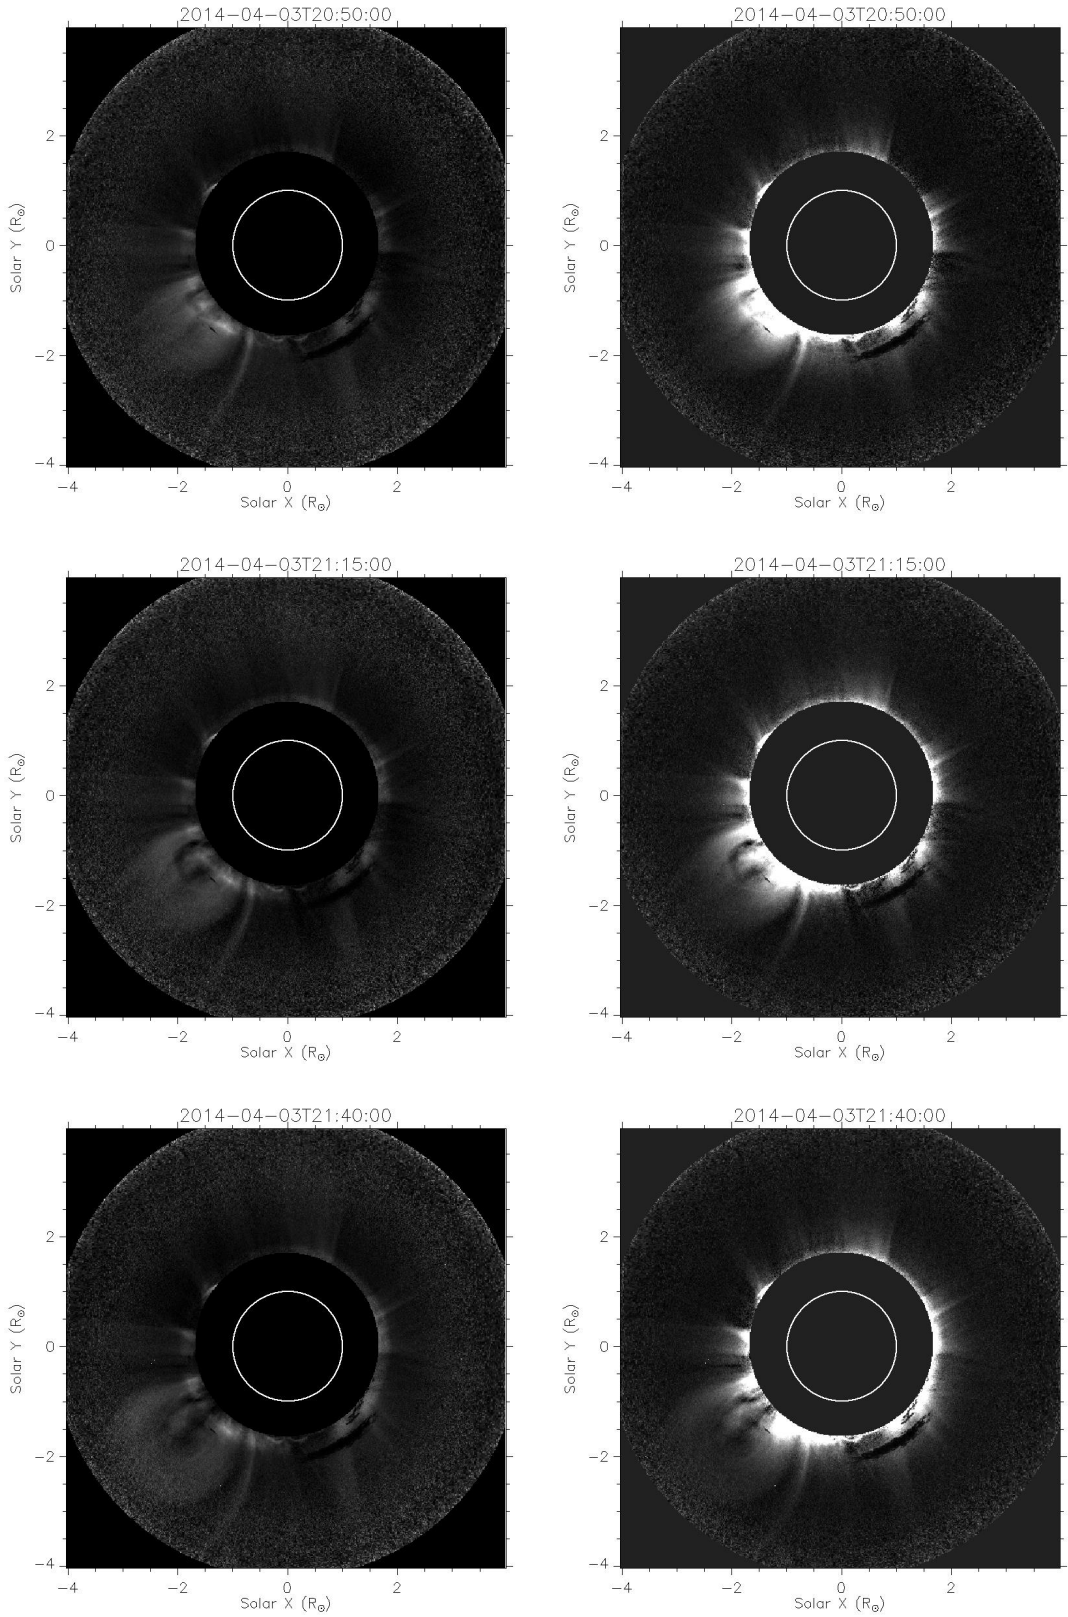 2014-04-03T20:50:00
2014-04-03T20:50:00
Solar Y (R☉)
2
0
-2
-4
-4
-2
0
2
Solar X (R☉)
Solar Y (R☉)
2
0
-2
-4
-4
-2
0
2
Solar X (R☉)
2014-04-03T21:15:00
2014-04-03T21:15:00
Solar Y (R☉)
2
0
-2
-4
-4
-2
0
2
Solar X (R☉)
Solar Y (R☉)
2
0
-2
-4
-4
-2
0
2
Solar X (R☉)
2014-04-03T21:40:00
2014-04-03T21:40:00
Solar Y (R☉)
2
0
-2
-4
-4
-2
0
2
Solar X (R☉)
Solar Y (R☉)
2
0
-2
-4
-4
-2
0
2
Solar X (R☉)